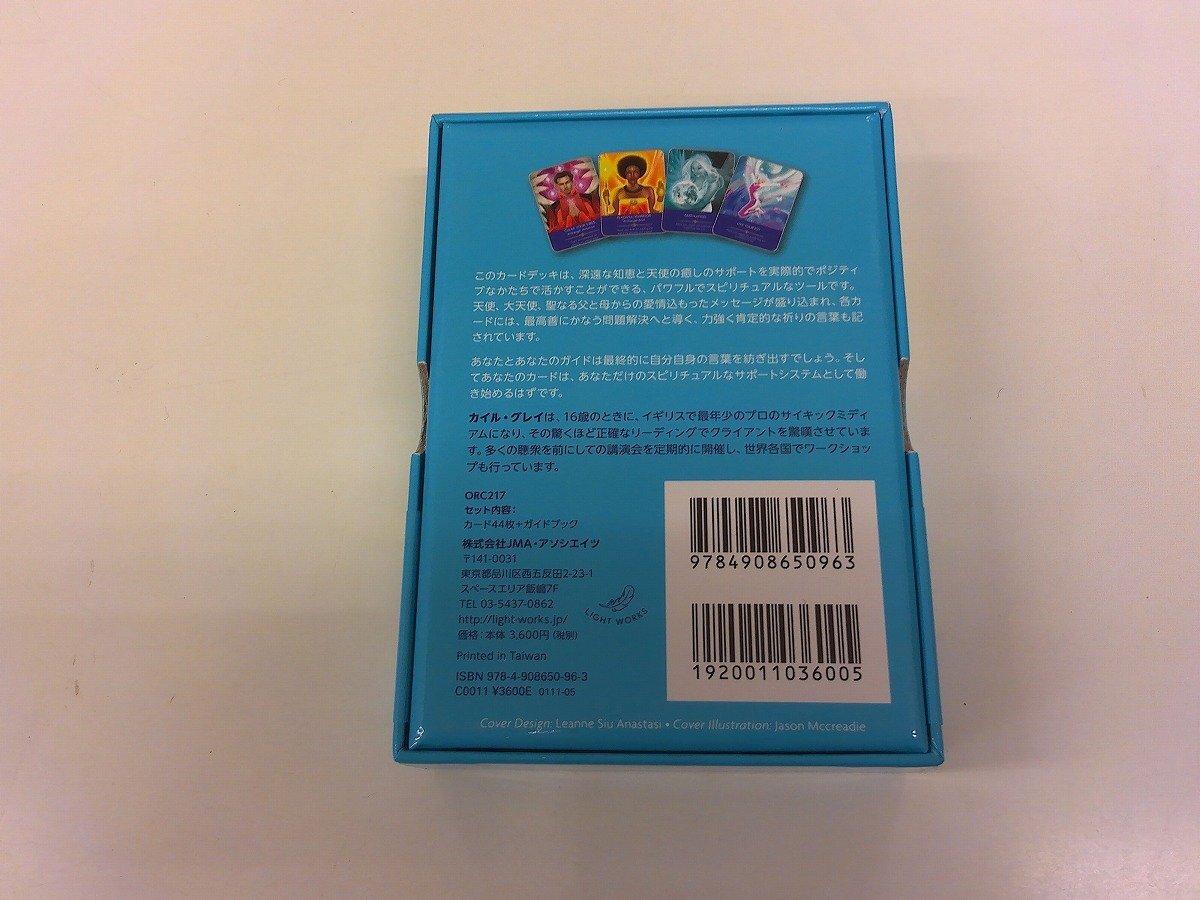 このカードデッキは、深遠な知恵と天使の癒しのサポートを実際的でポジティ
ブなかたちで活かすことができる、パワフルでスピリチュアルなツールです。
天使、大天使、聖なる父と母からの愛情込もったメッセージが盛り込まれ、各カ
ードには、最高善にかなう問題解決へと導く、力強く肯定的な祈りの言葉も記
されています。
あなたとあなたのガイドは最終的に自分自身の言葉を紡ぎ出すでしょう。そし
てあなたのカードは、あなただけのスピリチュアルなサポートシステムとして働
き始めるはずです。
カイル・グレイは、16歳のときに、イギリスで最年少のプロのサイキックミディ
アムになり、その驚くほど正確なリーディングでクライアントを驚嘆させていま
す。多くの聴衆を前にしての講演会を定期的に開催し、世界各国でワークショッ
プも行っています。
ORC217
セット内容：
カード44枚＋ガイドブック
株式会社JMA・アソシエイツ
〒141-0031
東京都品川区西五反田2-23-1
スペースエリア飯嶋7F
TEL 03-5437-0862
http://light-works.jp/
価格：本体 3,600円（税別）
LIGHT WORKS
Printed in Taiwan
ISBN 978-4-908650-96-3
C0011 ¥3600E 0111-05
9784908650963
1920011036005
Cover Design: Leanne Siu Anastasi • Cover Illustration: Jason Mccreadie